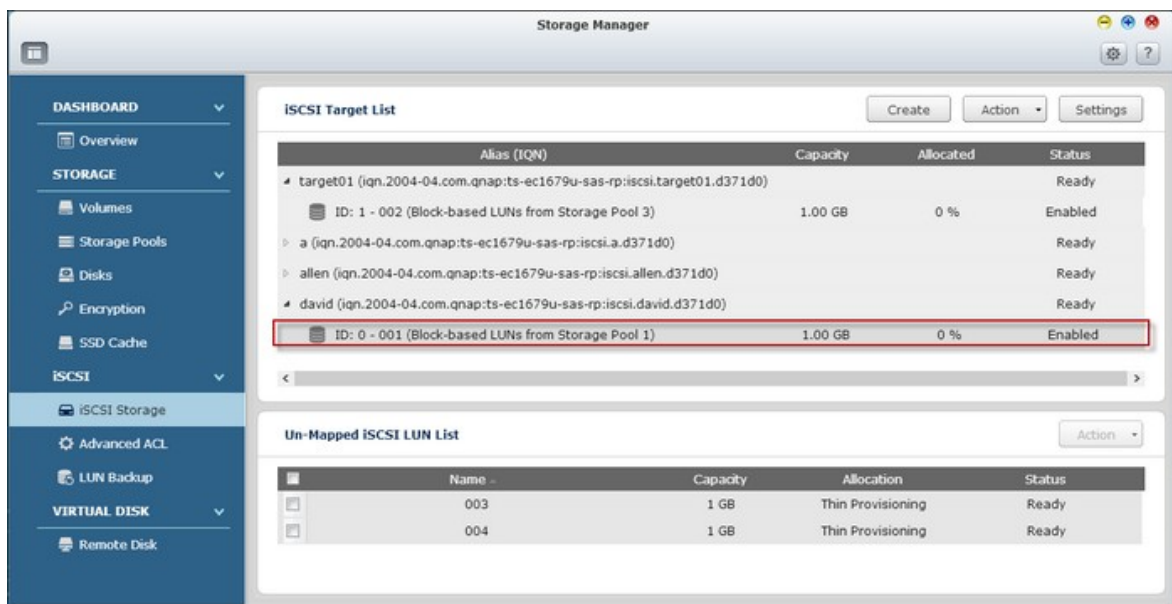 Storage Manager
?
DASHBOARD
Overview
STORAGE
Volumes
Storage Pools
Disks
Encryption
SSD Cache
iSCSI
iSCSI Storage
Advanced ACL
LUN Backup
VIRTUAL DISK
Remote Disk
iSCSI Target List Create Action Settings
Alias (IQN) Capacity Allocated Status
target01 (iqn.2004-04.com.qnap:ts-ec1679u-sas-rp:iscsi.target01.d371d0) Ready
ID: 1 - 002 (Block-based LUNs from Storage Pool 3) 1.00 GB 0 % Enabled
a (iqn.2004-04.com.qnap:ts-ec1679u-sas-rp:iscsi.a.d371d0) Ready
allen (iqn.2004-04.com.qnap:ts-ec1679u-sas-rp:iscsi.allen.d371d0) Ready
david (iqn.2004-04.com.qnap:ts-ec1679u-sas-rp:iscsi.david.d371d0) Ready
ID: 0 - 001 (Block-based LUNs from Storage Pool 1) 1.00 GB 0 % Enabled
Un-Mapped iSCSI LUN List Action
Name Capacity Allocation Status
003 1 GB Thin Provisioning Ready
004 1 GB Thin Provisioning Ready